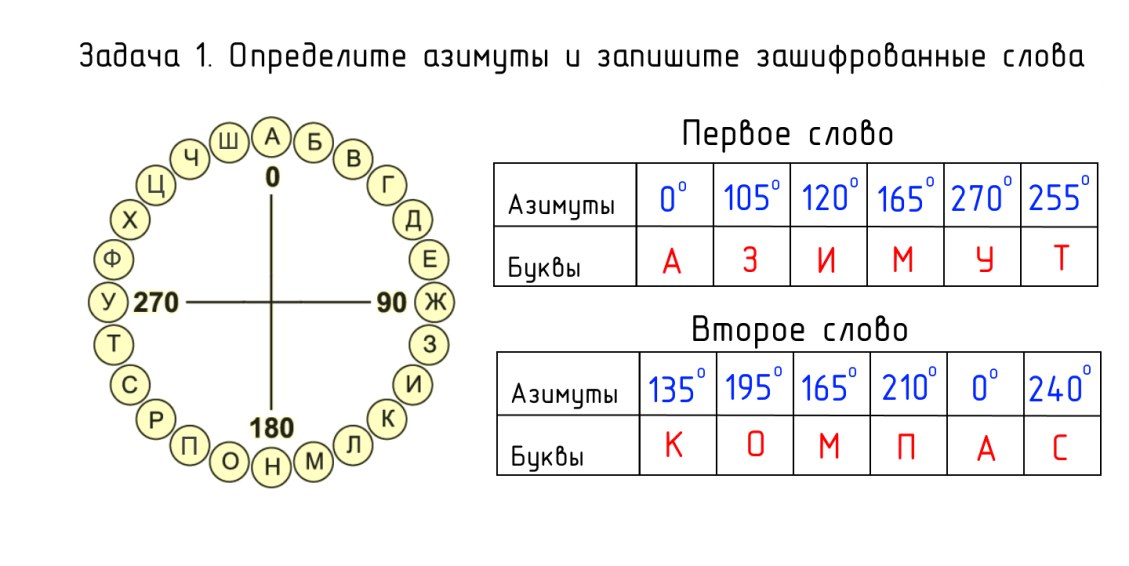 Задача 1. Определите азимуты и запишите зашифрованные слова
А
Б
В
Г
Д
Е
Ж
З
И
К
Л
М
Н
О
П
Р
С
Т
У
Ф
Х
Ц
Ч
Ш
0
90
180
270
Первое слово
Азимуты 0° 105° 120° 165° 270° 255°
Буквы А З И М У Т
Второе слово
Азимуты 135° 195° 165° 210° 0° 240°
Буквы К О М П А С